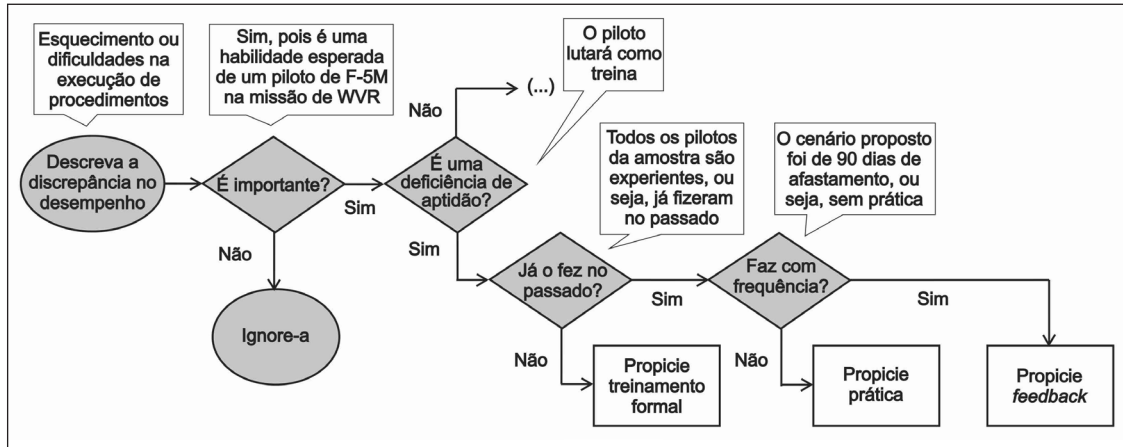 Esquecimento ou
dificuldades na
execução de
procedimentos
Sim, pois é uma
habilidade esperada
de um piloto de F-5M
na missão de WVR
O piloto
lutará como
treina
Não
(...)
Descreva a
discrepância no
desempenho
É importante?
Sim
É uma
deficiência de
aptidão?
Todos os pilotos
da amostra são
experientes, ou
seja, já fizeram
no passado
O cenário proposto
foi de 90 dias de
afastamento, ou
seja, sem prática
Não
Sim
Ignore-a
Já o fez no
passado?
Sim
Faz com
frequência?
Sim
Não
Propicie
treinamento
formal
Não
Propicie
prática
Propicie
feedback